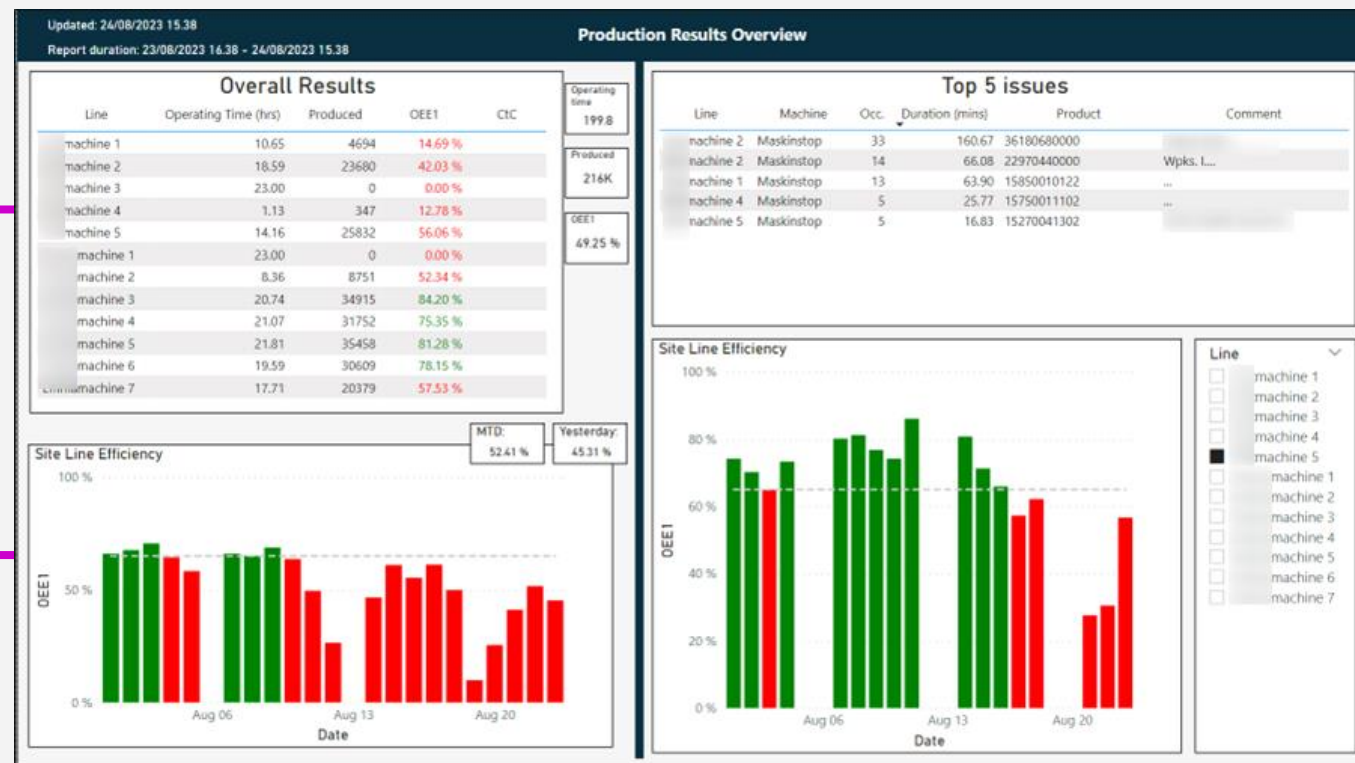 Updated: 24/08/2023 15.38
Report duration: 23/08/2023 16.38 - 24/08/2023 15.38
Production Results Overview
Overall Results
Line Operating Time (hrs) Produced OEE1 CtC
machine 1 10.65 4694 14.69 %
machine 2 18.59 23680 42.03 %
machine 3 23.00 0 0.00 %
machine 4 1.13 347 12.78 %
machine 5 14.16 25832 56.06 %
machine 1 23.00 0 0.00 %
machine 2 8.36 8751 52.34 %
machine 3 20.74 34915 84.20 %
machine 4 21.07 31752 75.35 %
machine 5 21.81 35458 81.28 %
machine 6 19.59 30609 78.15 %
machine 7 17.71 20379 57.53 %
Operating
time
199.8
Produced
216K
OEE1
49.25 %
MTD:
52.41 %
Yesterday:
45.31 %
Site Line Efficiency
100 %
50 %
0 %
OEE1
Aug 06 Aug 13 Aug 20
Date
Top 5 issues
Line Machine Occ. Duration (mins) Product Comment
machine 2 Maskinstop 33 160.67 36180680000
machine 2 Maskinstop 14 66.08 22970440000 Wpks. I....
machine 1 Maskinstop 13 63.90 15850010122 ...
machine 4 Maskinstop 5 25.77 15750011102 ...
machine 5 Maskinstop 5 16.83 15270041302
Site Line Efficiency
100 %
80 %
60 %
40 %
20 %
0 %
OEE1
Aug 06 Aug 13 Aug 20
Date
Line
machine 1
machine 2
machine 3
machine 4
machine 5
machine 1
machine 2
machine 3
machine 4
machine 5
machine 6
machine 7